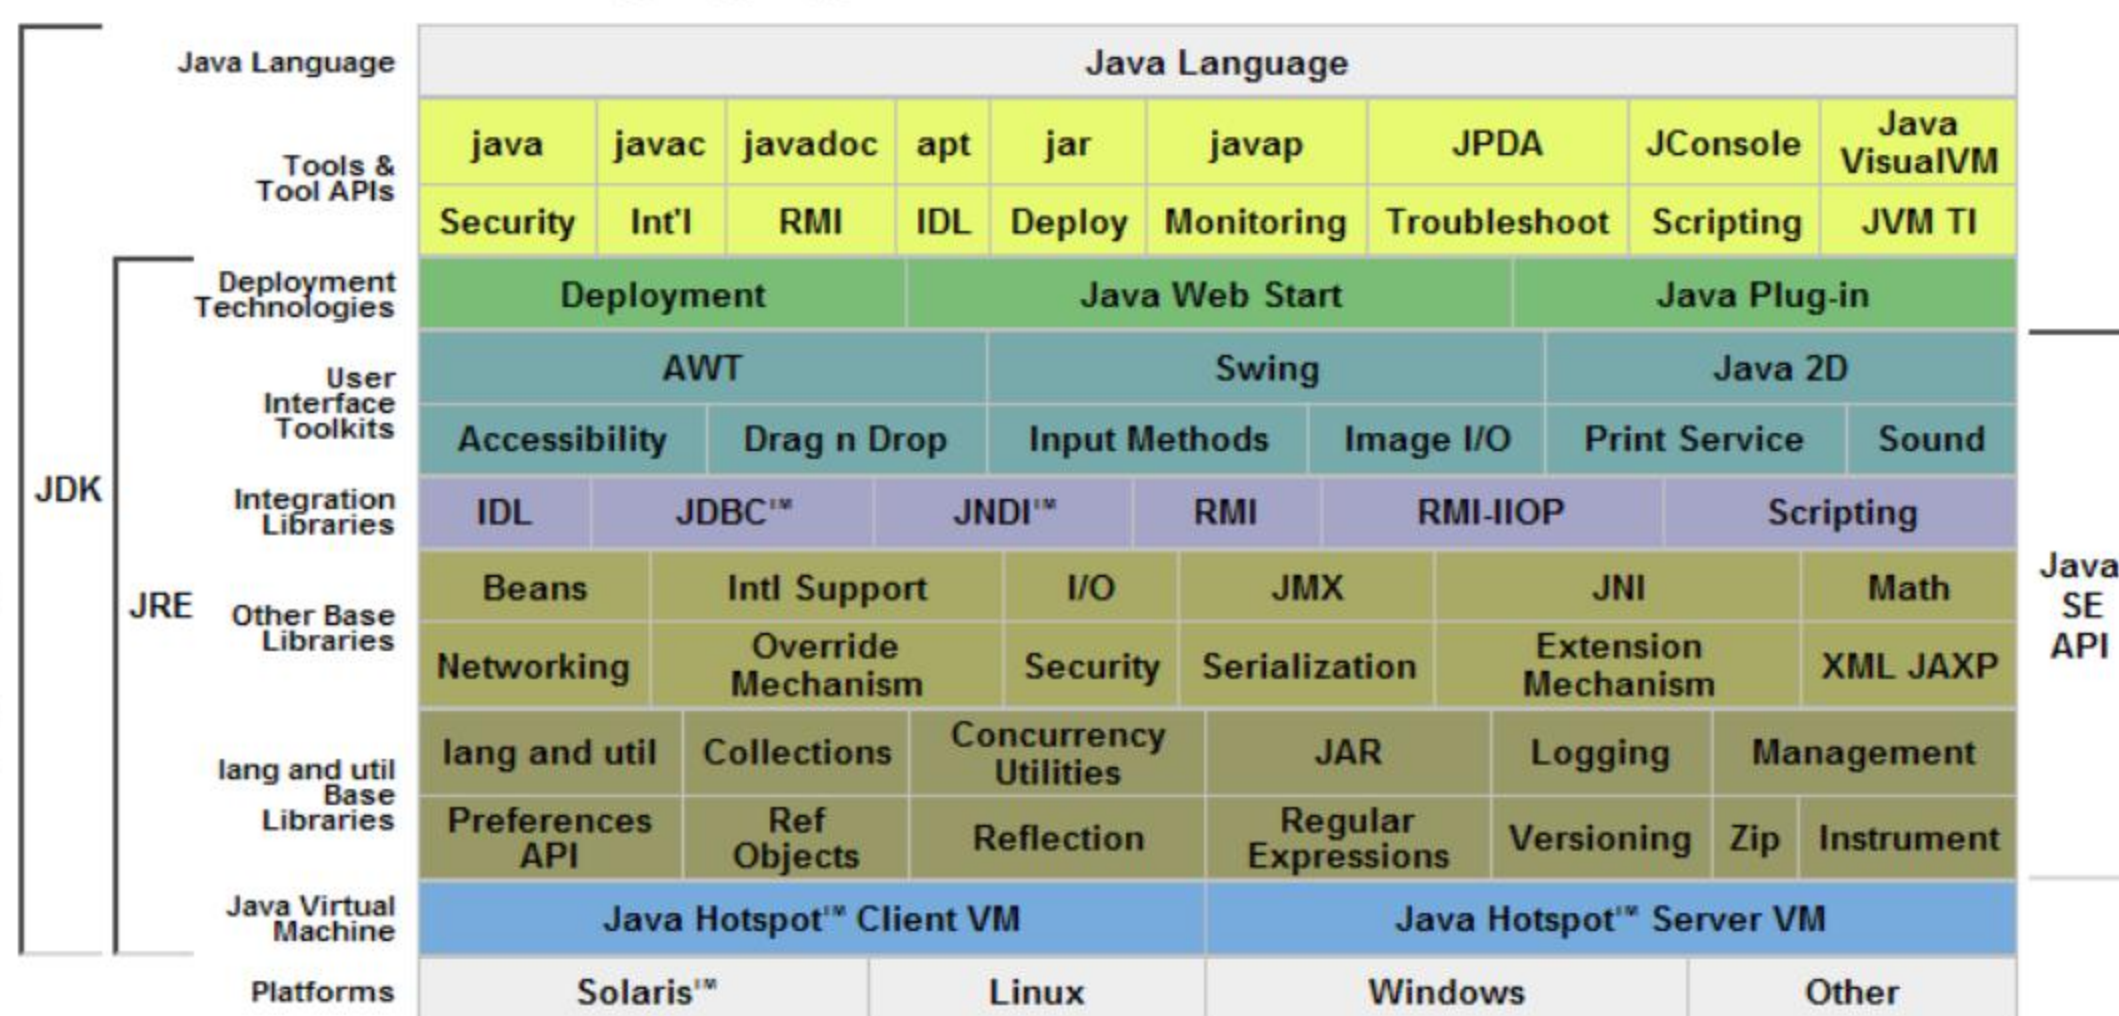 Java Language
Java Language
Tools &
Tool APIs
java javac javadoc apt jar javap JPDA JConsole Java VisualVM
Security Int'l RMI IDL Deploy Monitoring Troubleshoot Scripting JVM TI
Deployment
Technologies
Deployment Java Web Start Java Plug-in
User
Interface
Toolkits
AWT Swing Java 2D
Accessibility Drag n Drop Input Methods Image I/O Print Service Sound
JDK
Integration
Libraries
IDL JDBC™ JNDI™ RMI RMI-IIOP Scripting
JRE
Other Base
Libraries
Beans Intl Support I/O JMX JNI Math
Networking Override Mechanism Security Serialization Extension Mechanism XML JAXP
Java
SE
API
lang and util
Base
Libraries
lang and util Collections Concurrency Utilities JAR Logging Management
Preferences API Ref Objects Reflection Regular Expressions Versioning Zip Instrument
Java Virtual
Machine
Java Hotspot™ Client VM Java Hotspot™ Server VM
Platforms
Solaris™ Linux Windows Other